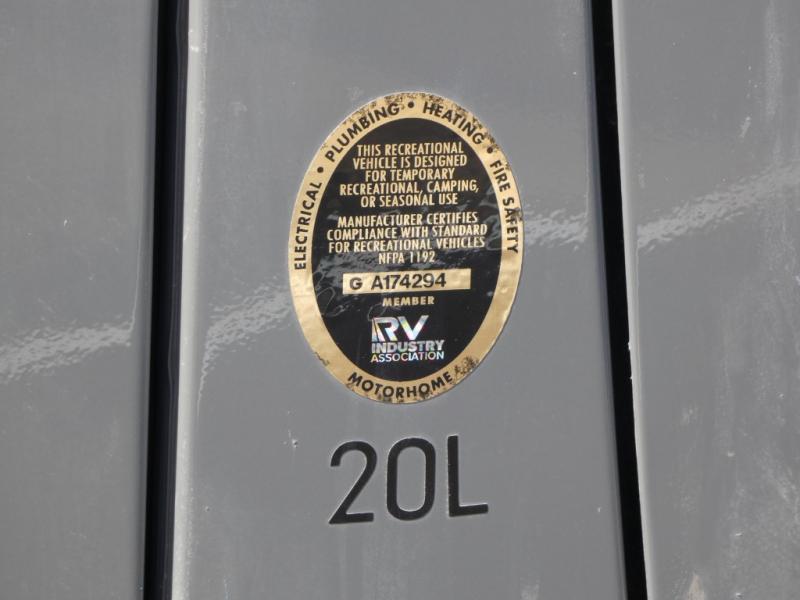 ELECTRICAL • PLUMBING • HEATING • FIRE SAFETY
THIS RECREATIONAL
VEHICLE IS DESIGNED
FOR TEMPORARY
RECREATIONAL, CAMPING,
OR SEASONAL USE
MANUFACTURER CERTIFIES
COMPLIANCE WITH STANDARD
FOR RECREATIONAL VEHICLES
NFPA 1192
G A174294
MEMBER
RV
INDUSTRY
ASSOCIATION
MOTORHOME
20L